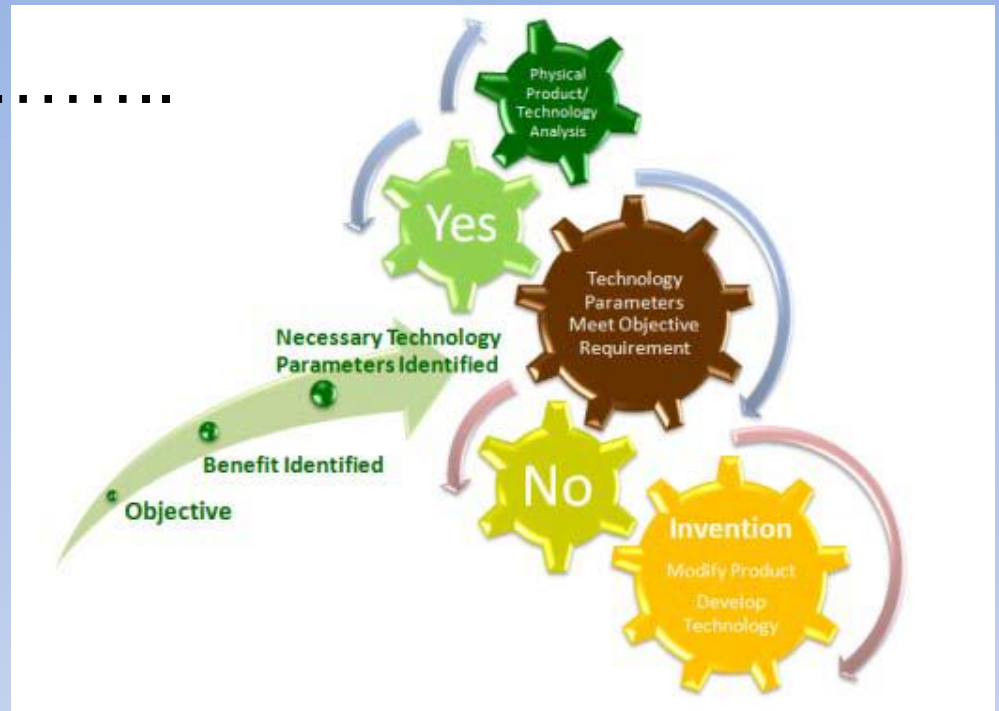 Physical
Product/
Technology
Analysis
Yes
Technology
Parameters
Meet Objective
Requirement
Necessary Technology
Parameters Identified
Benefit Identified
Objective
No
Invention
Modify Product
Develop
Technology